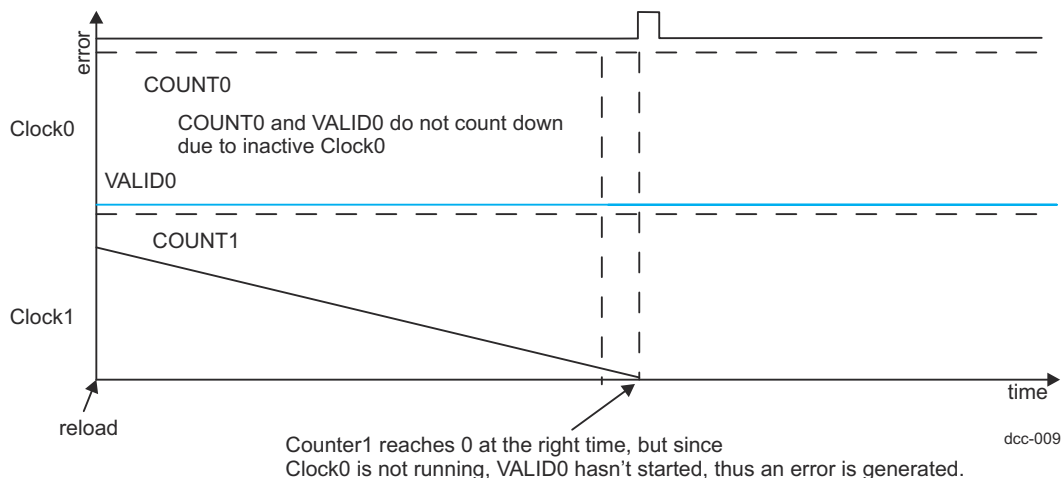 error
COUNT0
Clock0
COUNT0 and VALID0 do not count down
due to inactive Clock0
VALID0
COUNT1
Clock1
time
reload
Counter1 reaches 0 at the right time, but since
Clock0 is not running, VALID0 hasn't started, thus an error is generated.
dcc-009